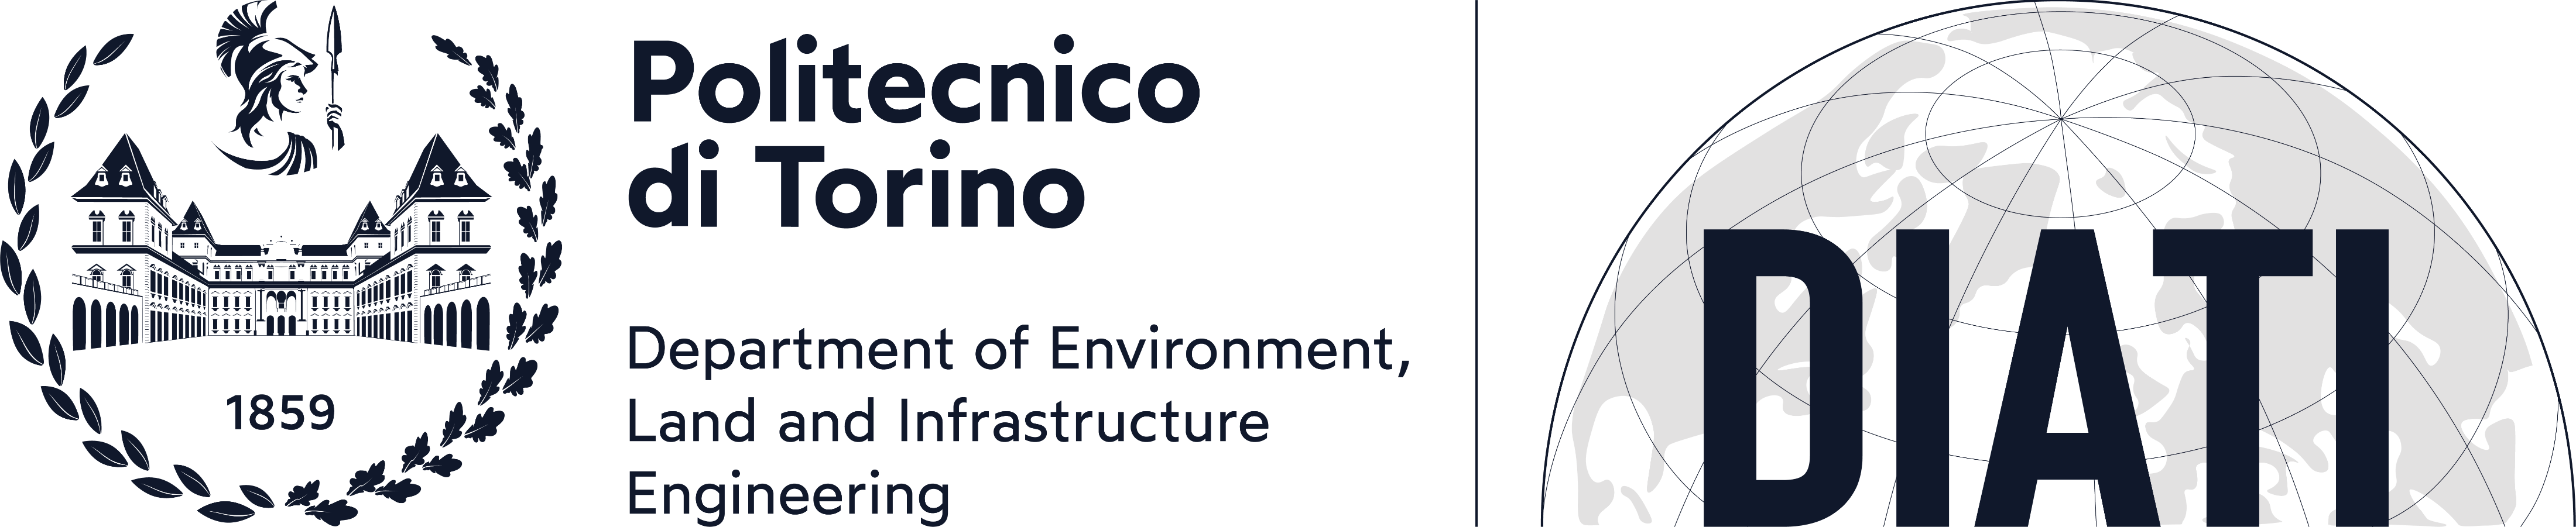 1859
Politecnico
di Torino
Department of Environment,
Land and Infrastructure
Engineering
DIATI